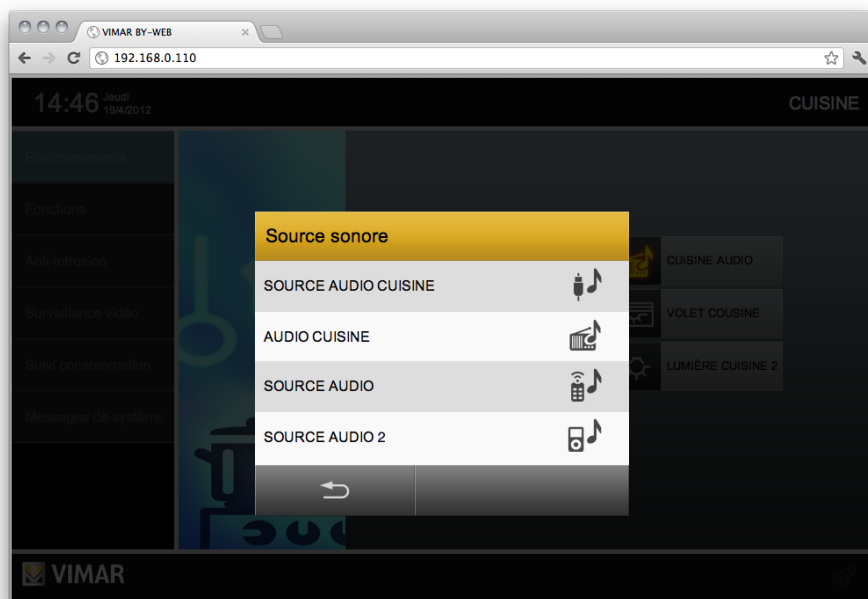 VIMAR BY-WEB
192.168.0.110
14:46 Jeudi
19/4/2012
CUISINE
Environnements
Fonctions
Anti-intrusion
Surveillance vidéo
Suivi consommation
Messages de système
Source sonore
SOURCE AUDIO CUISINE
AUDIO CUISINE
SOURCE AUDIO
SOURCE AUDIO 2
CUISINE AUDIO
VOLET COUSINE
LUMIÈRE CUISINE 2
VIMAR